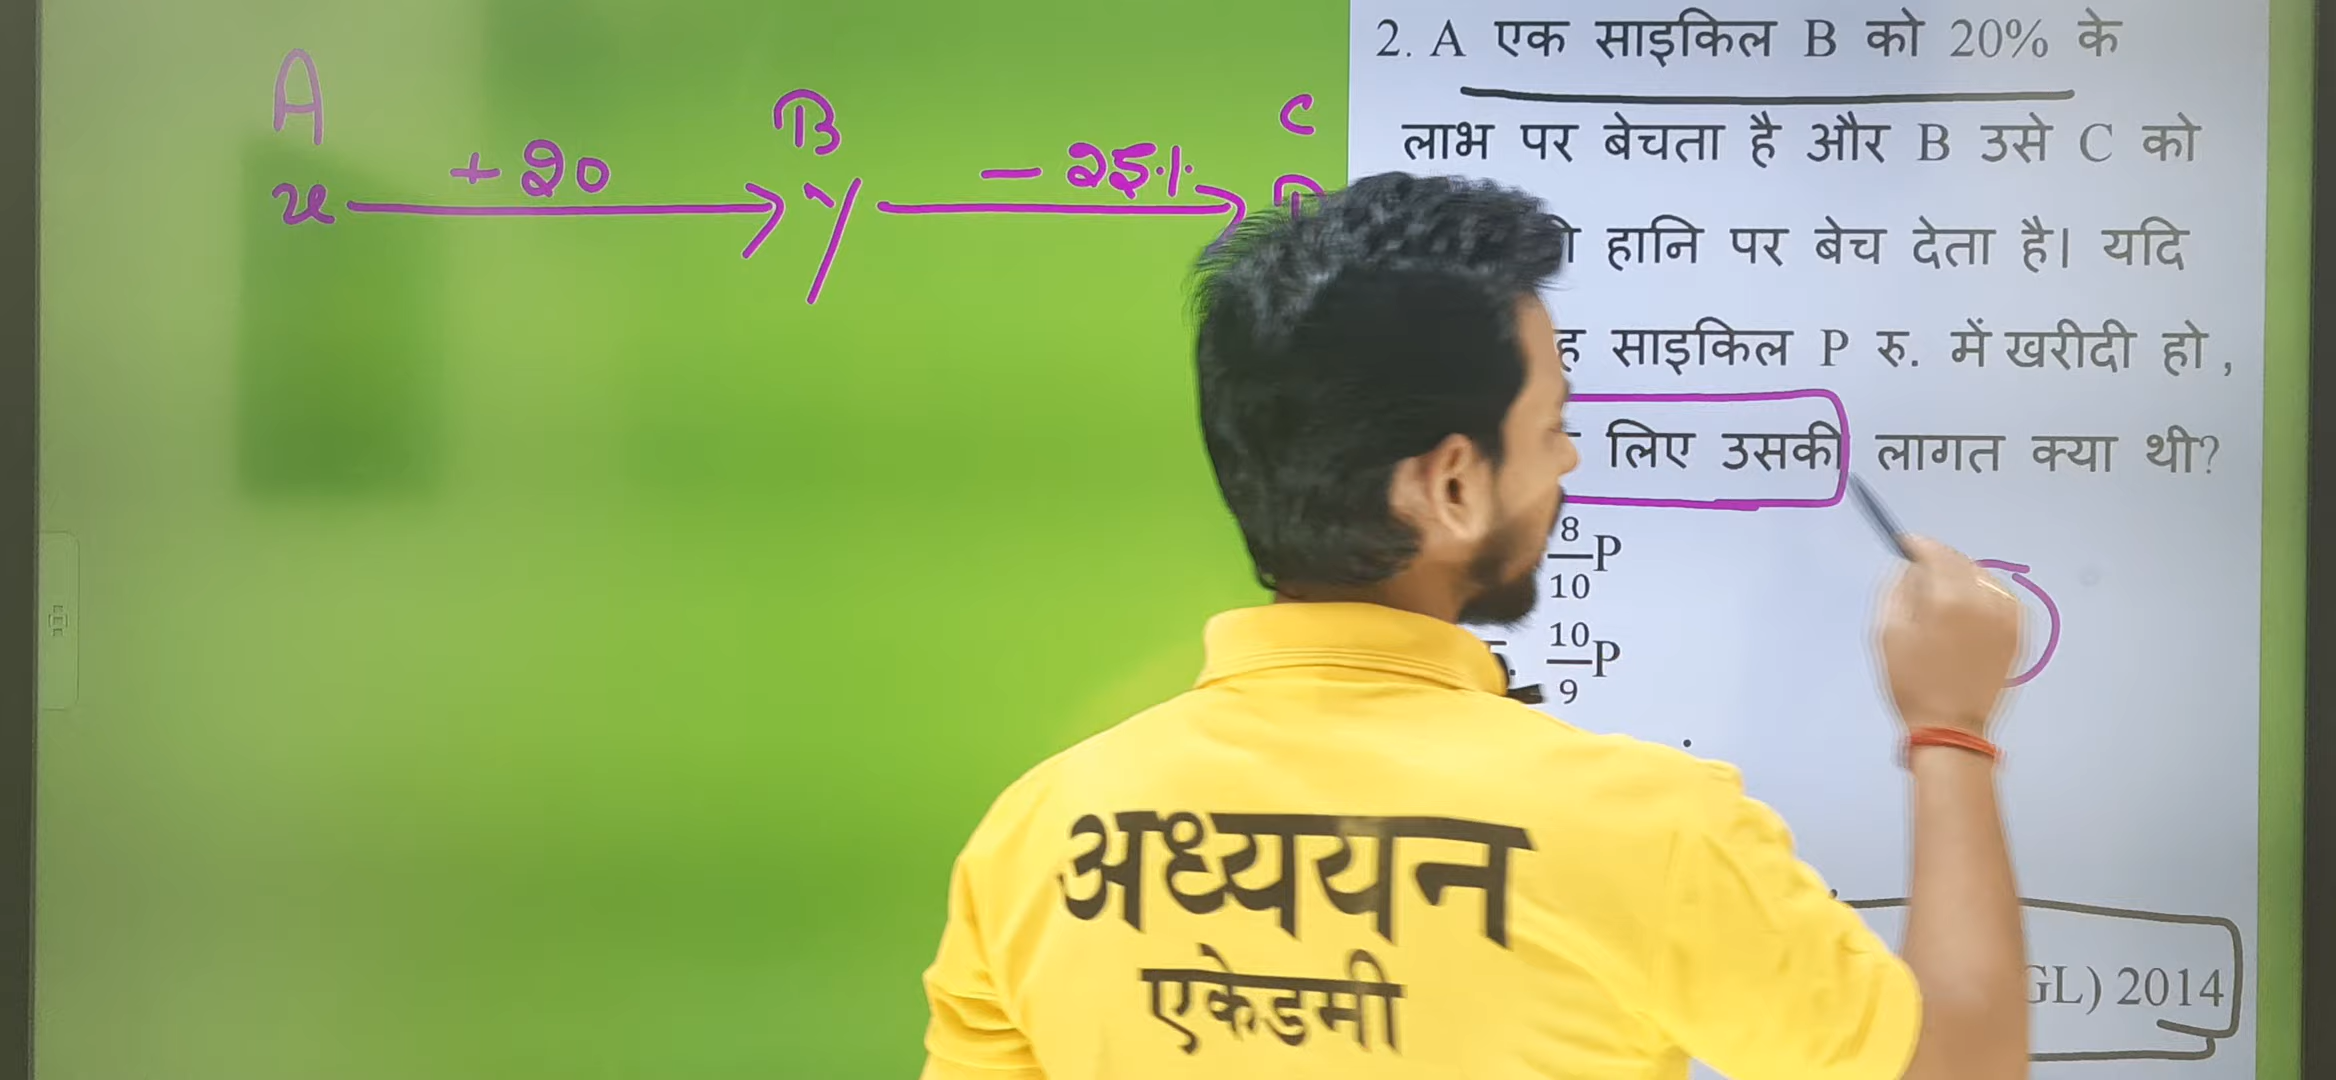 A
B
C
x
+ 20
y
- 25%
2. A एक साइकिल B को 20% के
लाभ पर बेचता है और B उसे C को
हानि पर बेच देता है। यदि
साइकिल P रु. में खरीदी हो,
लिए उसकी लागत क्या थी?
8/10 P
10/9 P
GL) 2014
अध्ययन
एकेडमी